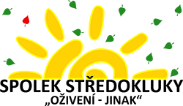 SPOLEK STŘEDOKLUKY
„OŽIVENÍ - JINAK"